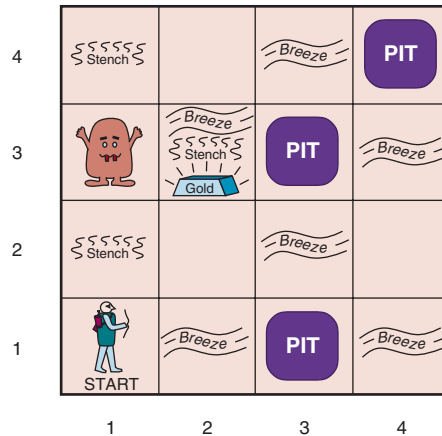 4
Stench
Breeze
PIT
3
Breeze
Stench
Gold
PIT
Breeze
2
Stench
Breeze
1
START
Breeze
PIT
Breeze
1 2 3 4